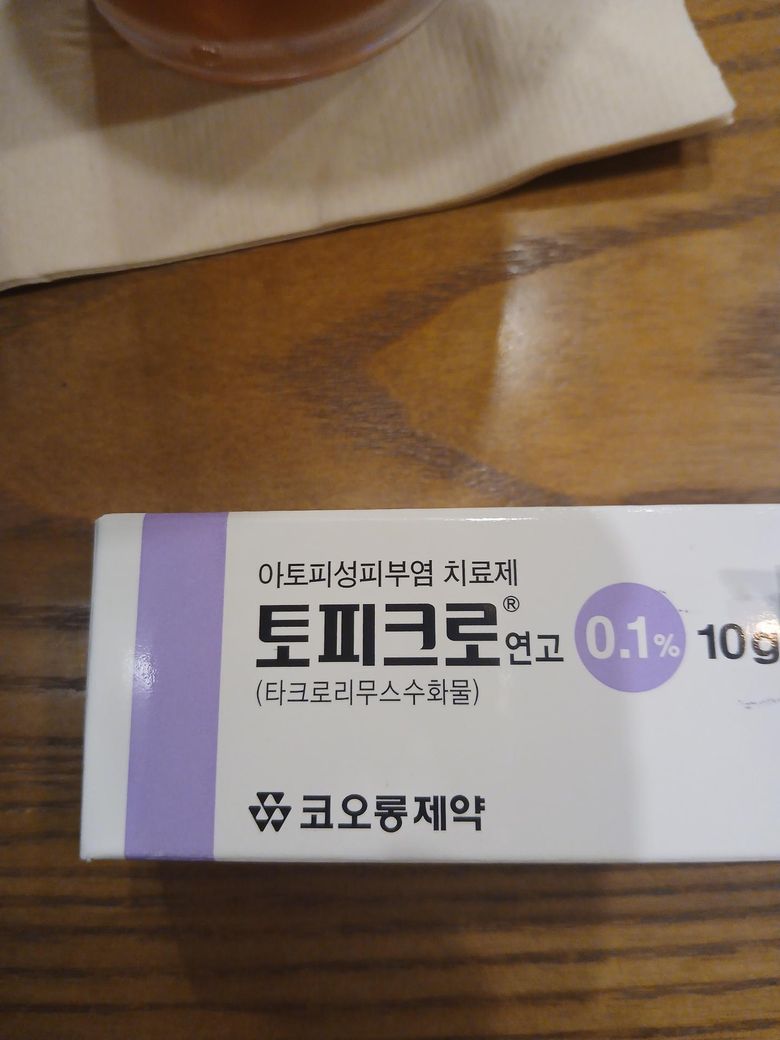 아토피성피부염 치료제
토피크로® 연고 0.1% 10g
(타크로리무스수화물)
코오롱제약